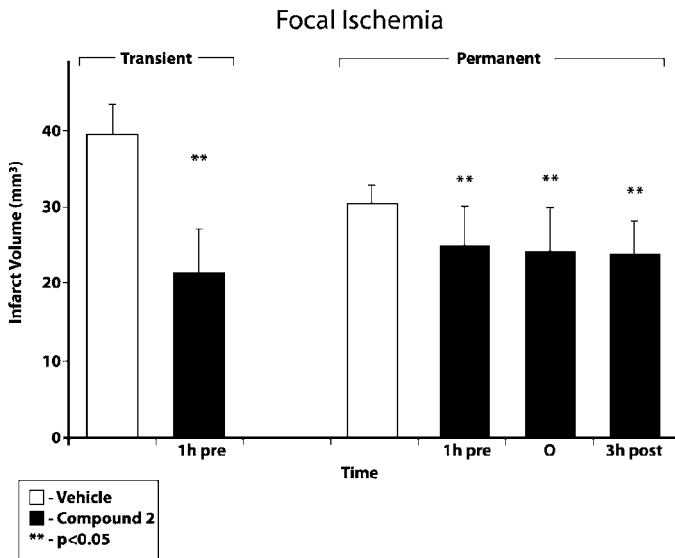 Focal Ischemia
Transient
Permanent
Infarct Volume (mm³)
40
30
20
10
0
**
**
**
**
1h pre
1h pre
O
3h post
Time
- Vehicle
- Compound 2
** - p<0.05